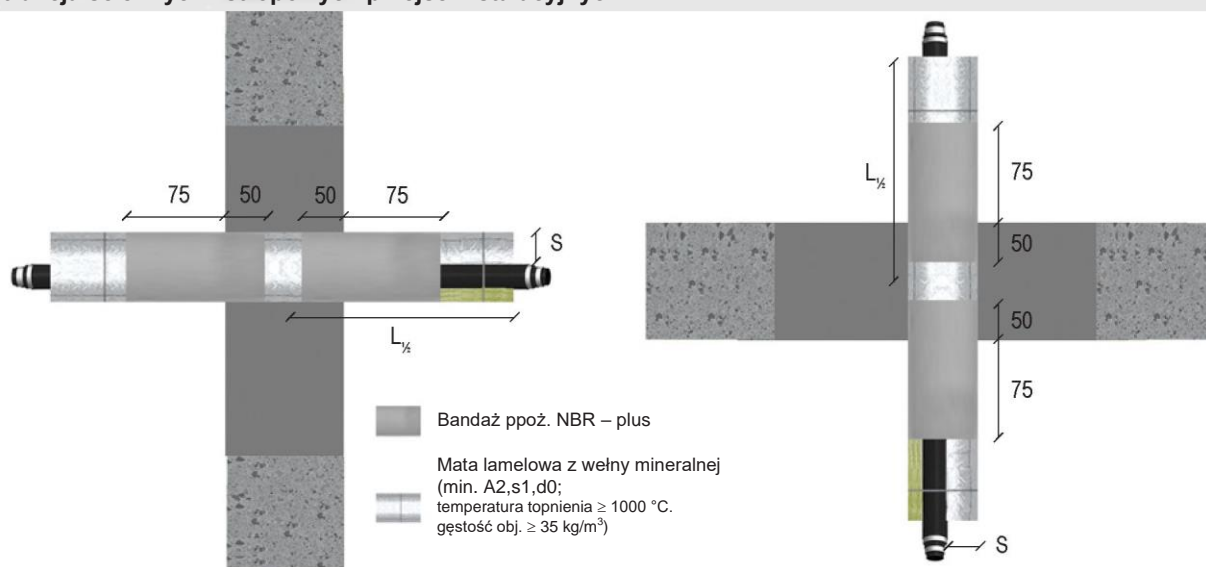 75
50
50
75
S
L½
L½
75
50
50
75
S
Bandaż ppoż. NBR – plus
Mata lamelowa z wełny mineralnej
(min. A2,s1,d0;
temperatura topnienia ≥ 1000 °C.
gęstość obj. ≥ 35 kg/m³)